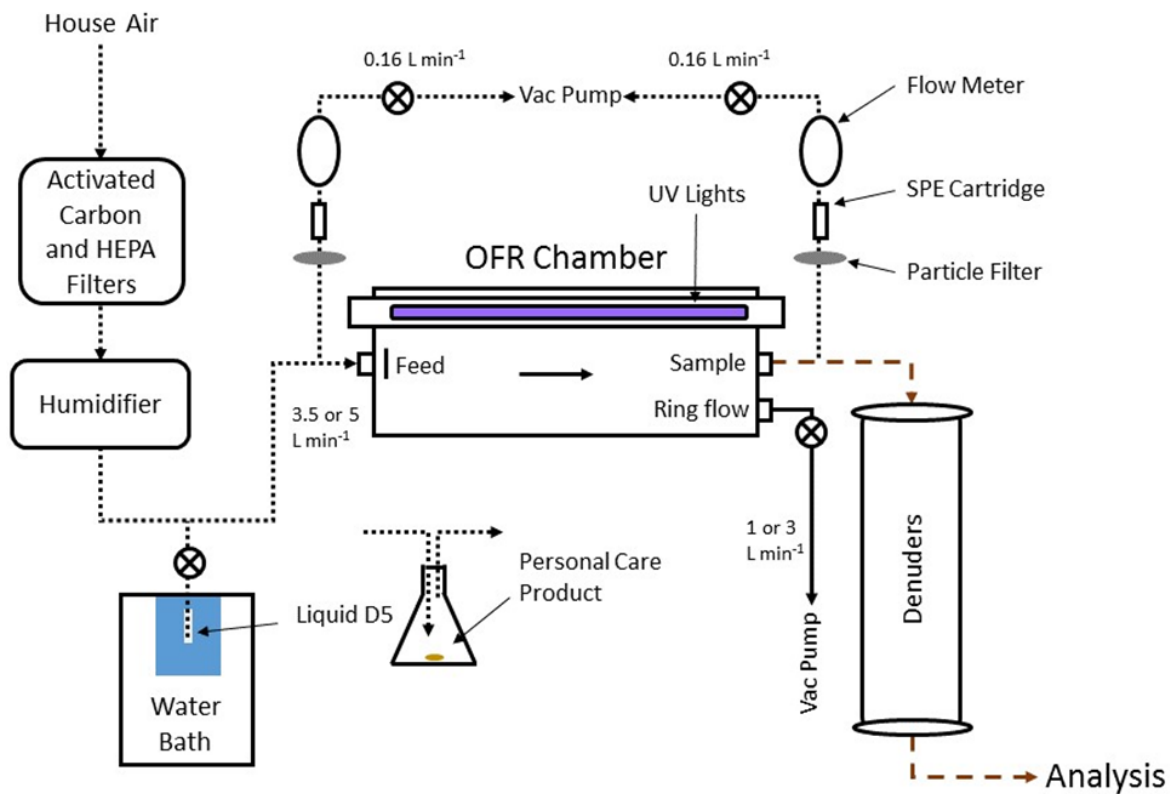 House Air
0.16 L min-1
0.16 L min-1
Vac Pump
Flow Meter
Activated
Carbon
and HEPA
Filters
UV Lights
SPE Cartridge
OFR Chamber
Particle Filter
Feed
Sample
Humidifier
3.5 or 5
L min-1
Ring flow
1 or 3
L min-1
Personal Care
Product
Liquid D5
Denuders
Vac Pump
Water
Bath
Analysis